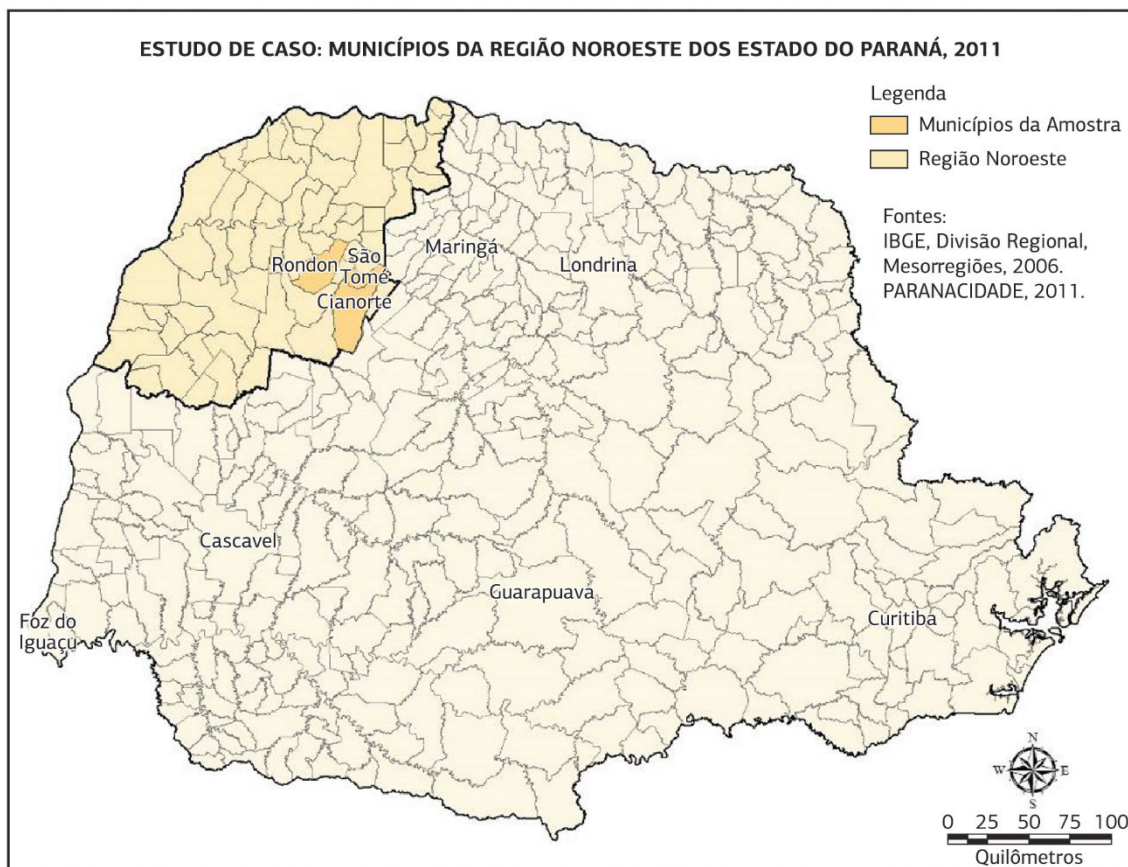 ESTUDO DE CASO: MUNICÍPIOS DA REGIÃO NOROESTE DOS ESTADO DO PARANÁ, 2011
Legenda
Municípios da Amostra
Região Noroeste
Fontes:
IBGE, Divisão Regional,
Mesorregiões, 2006.
PARANACIDADE, 2011.
Rondon
São
Tomé
Cianorte
Maringá
Londrina
Cascavel
Guarapuava
Foz do
Iguaçu
Curitiba
N
W E
S
0 25 50 75 100
Quilômetros